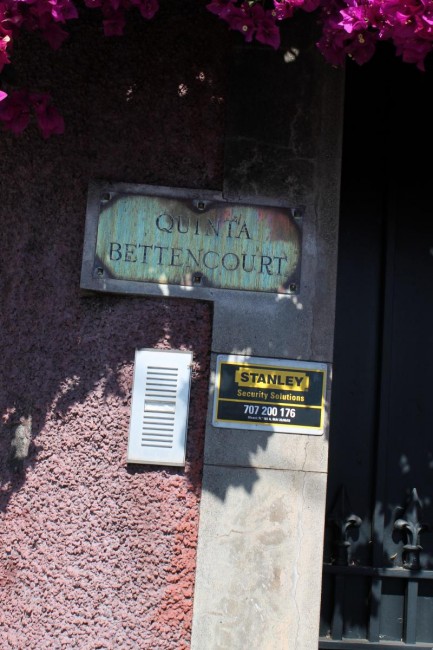 QUINTA
BETTENCOURT
STANLEY
Security Solutions
707 200 176